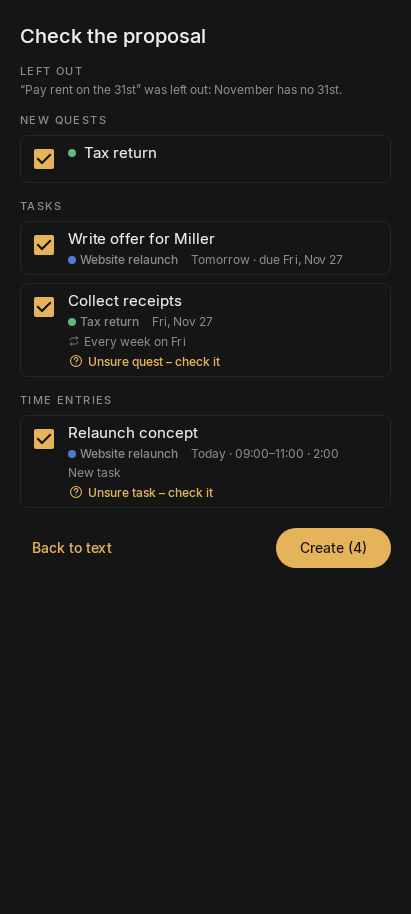 Check the proposal
LEFT OUT
“Pay rent on the 31st” was left out: November has no 31st.
NEW QUESTS
Tax return
TASKS
Write offer for Miller
Website relaunch Tomorrow · due Fri, Nov 27
Collect receipts
Tax return Fri, Nov 27
Every week on Fri
Unsure quest – check it
TIME ENTRIES
Relaunch concept
Website relaunch Today · 09:00–11:00 · 2:00
New task
Unsure task – check it
Back to text Create (4)